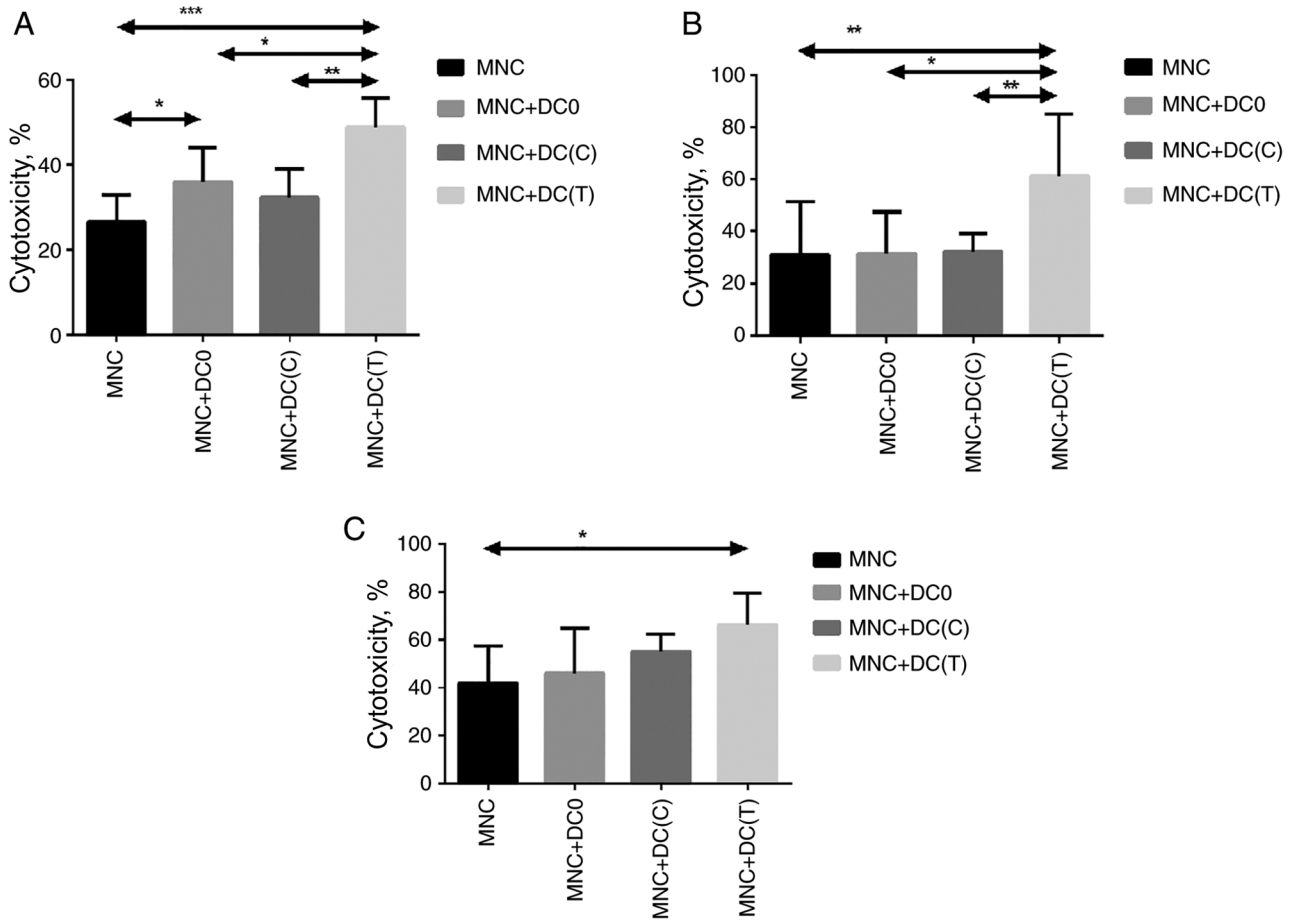 A
***
*
**
*
60
40
20
0
Cytotoxicity, %
MNC
MNC+DC0
MNC+DC(C)
MNC+DC(T)
MNC
MNC+DC0
MNC+DC(C)
MNC+DC(T)
B
**
*
**
100
80
60
40
20
0
Cytotoxicity, %
MNC
MNC+DC0
MNC+DC(C)
MNC+DC(T)
MNC
MNC+DC0
MNC+DC(C)
MNC+DC(T)
C
*
100
80
60
40
20
0
Cytotoxicity, %
MNC
MNC+DC0
MNC+DC(C)
MNC+DC(T)
MNC
MNC+DC0
MNC+DC(C)
MNC+DC(T)